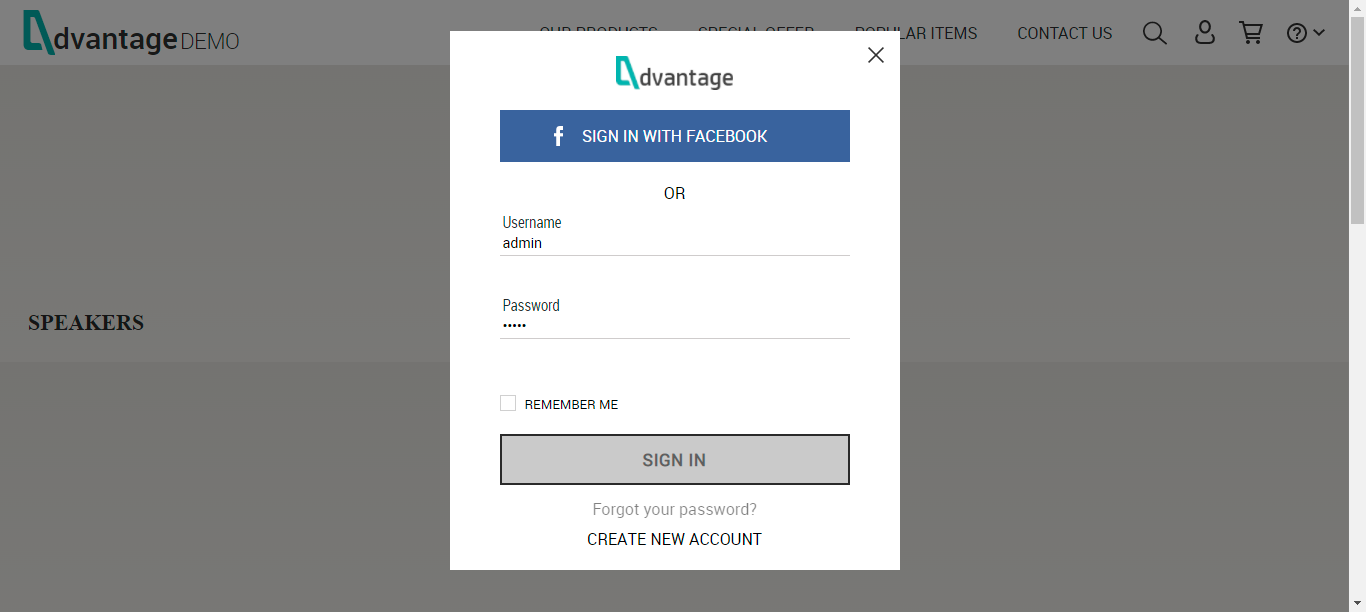 dvantage DEMO
OUR PRODUCTS SPECIAL OFFER POPULAR ITEMS CONTACT US
dvantage
f SIGN IN WITH FACEBOOK
OR
Username
admin
Password
•••••
SPEAKERS
REMEMBER ME
SIGN IN
Forgot your password?
CREATE NEW ACCOUNT